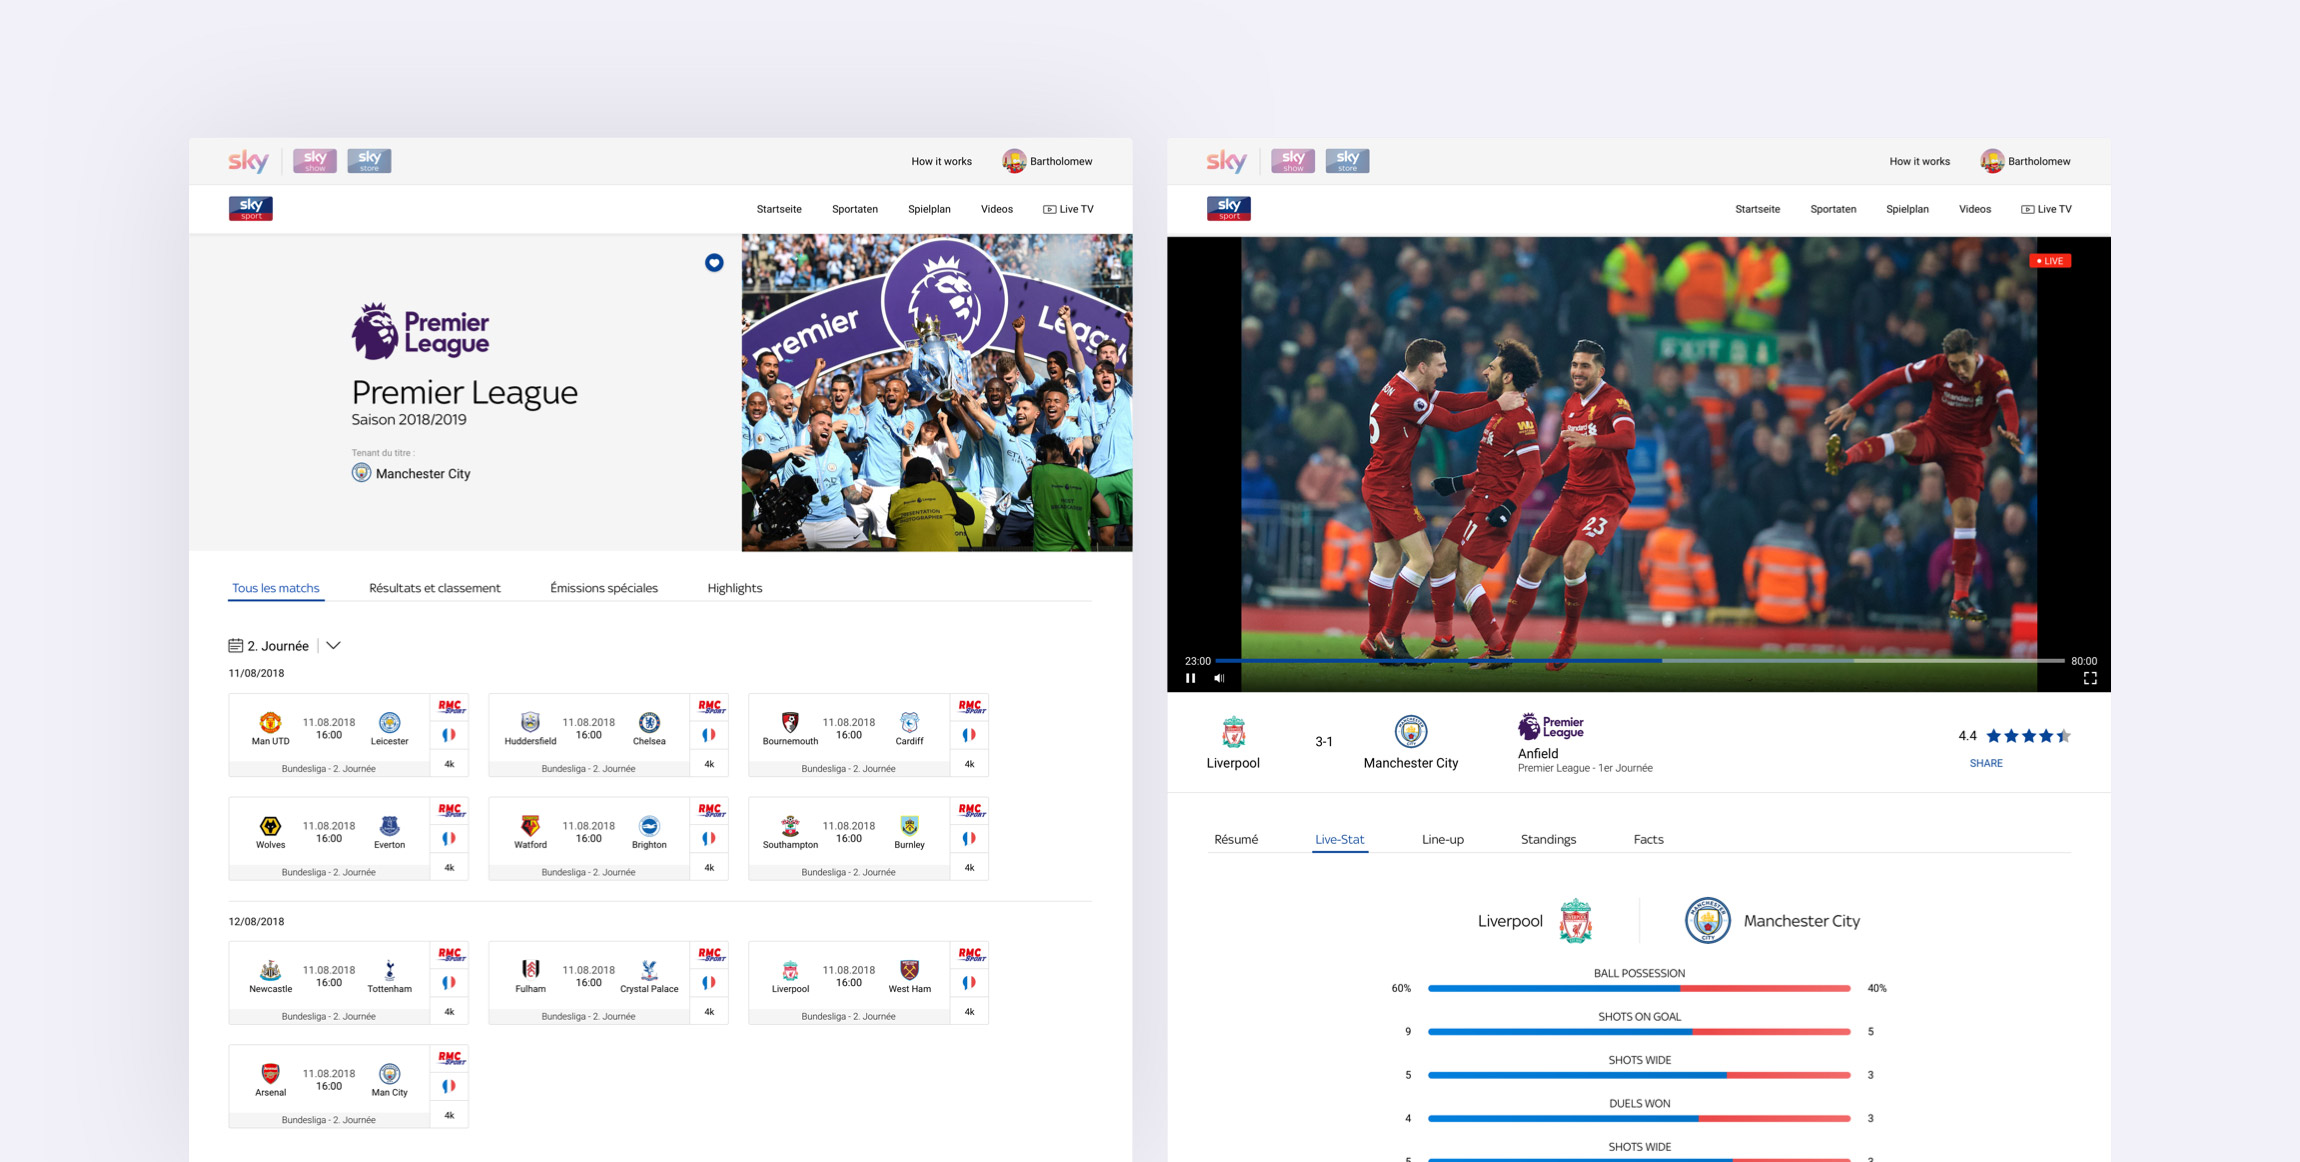 sky
sky
show
sky
store
How it works
Bartholomew
sky
sport
Startseite
Sportaten
Spielplan
Videos
Live TV
Premier
League
Premier League
Saison 2018/2019
Tenant du titre :
Manchester City
Premier
Tous les matchs
Résultats et classement
Émissions spéciales
Highlights
2. Journée
11/08/2018
Man UTD
11.08.2018
16:00
Leicester
RMC
SPORT
4k
Bundesliga - 2. Journée
Huddersfield
11.08.2018
16:00
Chelsea
RMC
SPORT
4k
Bundesliga - 2. Journée
Bournemouth
11.08.2018
16:00
Cardiff
RMC
SPORT
4k
Bundesliga - 2. Journée
Wolves
11.08.2018
16:00
Everton
RMC
SPORT
4k
Bundesliga - 2. Journée
Watford
11.08.2018
16:00
Brighton
RMC
SPORT
4k
Bundesliga - 2. Journée
Southampton
11.08.2018
16:00
Burnley
RMC
SPORT
4k
Bundesliga - 2. Journée
12/08/2018
Newcastle
11.08.2018
16:00
Tottenham
RMC
SPORT
4k
Bundesliga - 2. Journée
Fulham
11.08.2018
16:00
Crystal Palace
RMC
SPORT
4k
Bundesliga - 2. Journée
Liverpool
11.08.2018
16:00
West Ham
RMC
SPORT
4k
Bundesliga - 2. Journée
Arsenal
11.08.2018
16:00
Man City
RMC
SPORT
4k
Bundesliga - 2. Journée
sky
sky
show
sky
store
How it works
Bartholomew
sky
sport
Startseite
Sportaten
Spielplan
Videos
Live TV
LIVE
EXIT
11
23
23:00
80:00
Liverpool
3-1
Manchester City
Premier
League
Anfield
Premier League - 1er Journée
4.4
SHARE
Résumé
Live-Stat
Line-up
Standings
Facts
Liverpool
Manchester City
BALL POSSESSION
60%
40%
SHOTS ON GOAL
9
5
SHOTS WIDE
5
3
DUELS WON
4
3
SHOTS WIDE